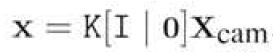 x = K[I | 0]X_cam